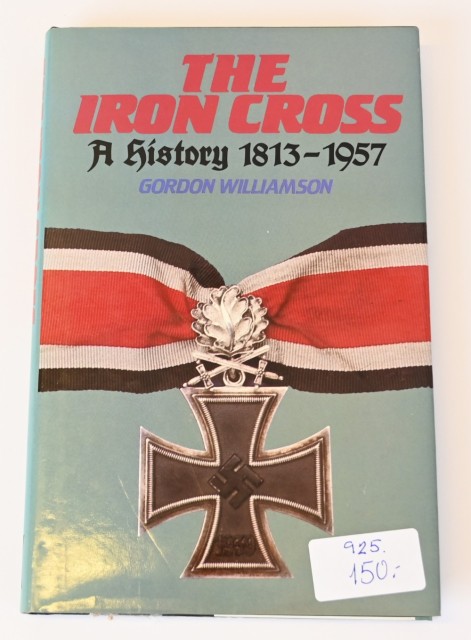 THE
IRON CROSS
A History 1813-1957
GORDON WILLIAMSON
925.
150:-